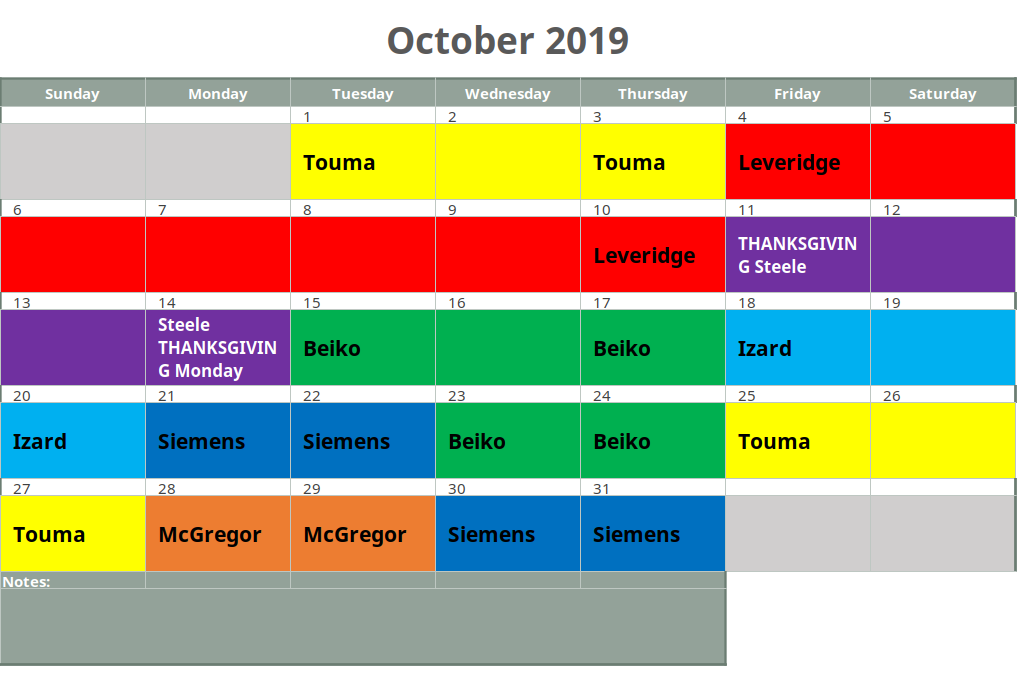 October 2019
Sunday Monday Tuesday Wednesday Thursday Friday Saturday
1 2 3 4 5
Touma Touma Leveridge
6 7 8 9 10 11 12
Leveridge
THANKSGIVIN
G Steele
13 14 15 16 17 18 19
Steele
THANKSGIVIN
G Monday
Beiko Beiko Izard
20 21 22 23 24 25 26
Izard Siemens Siemens Beiko Beiko Touma
27 28 29 30 31
Touma McGregor McGregor Siemens Siemens
Notes: